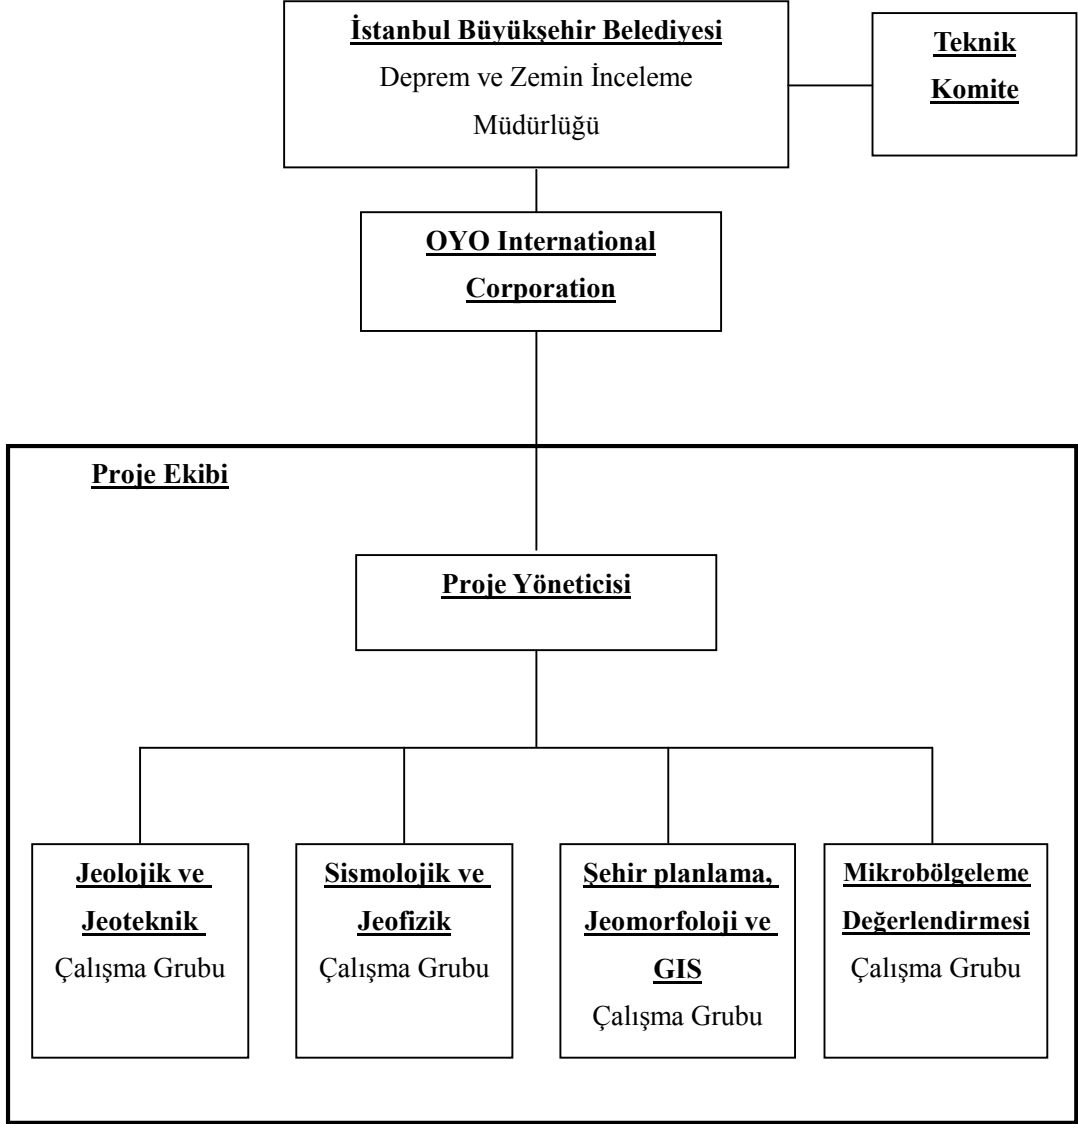 İstanbul Büyükşehir Belediyesi
Deprem ve Zemin İnceleme
Müdürlüğü
Teknik
Komite
OYO International
Corporation
Proje Ekibi
Proje Yöneticisi
Jeolojik ve
Jeoteknik
Çalışma Grubu
Sismolojik ve
Jeofizik
Çalışma Grubu
Şehir planlama,
Jeomorfoloji ve
GIS
Çalışma Grubu
Mikrobölgeleme
Değerlendirmesi
Çalışma Grubu